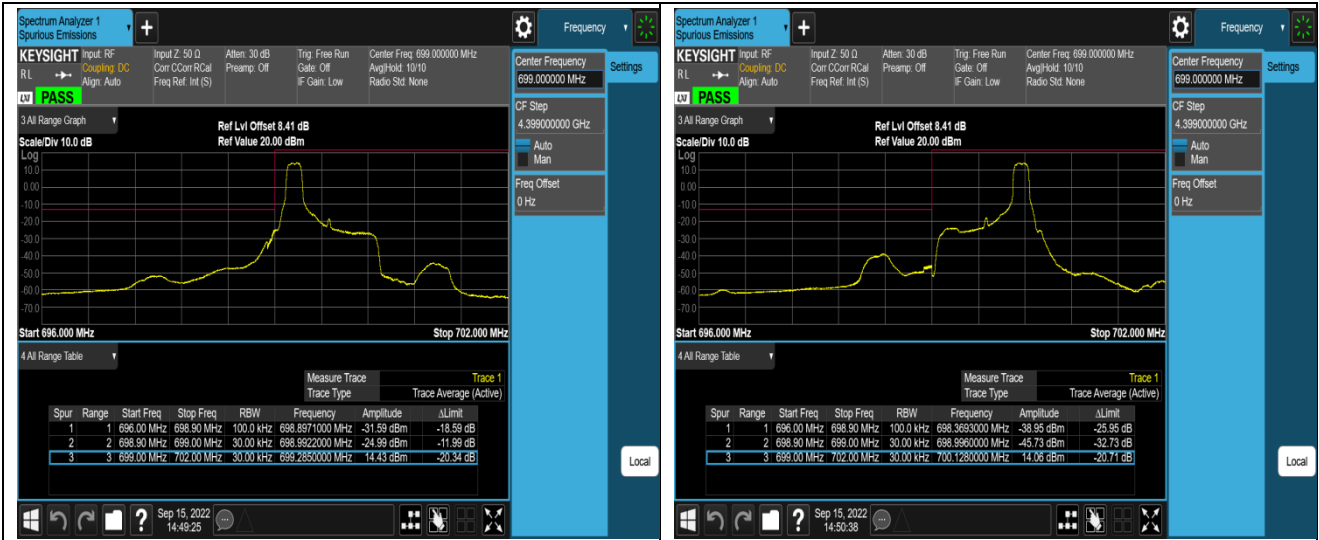 Spectrum Analyzer 1
Spurious Emissions
+
Frequency
KEYSIGHT
Input: RF
Coupling: DC
Align: Auto
Input Z: 50 Ω
Corr CCorr RCal
Freq Ref: Int (S)
Atten: 30 dB
Preamp: Off
Trig: Free Run
Gate: Off
IF Gain: Low
Center Freq: 699.000000 MHz
Avg|Hold: 10/10
Radio Std: None
RL
LXI
PASS
Center Frequency
699.000000 MHz
Settings
CF Step
4.399000000 GHz
Auto
Man
Freq Offset
0 Hz
3 All Range Graph
Ref Lvl Offset 8.41 dB
Scale/Div 10.0 dB
Ref Value 20.00 dBm
Log
10.0
0.00
-10.0
-20.0
-30.0
-40.0
-50.0
-60.0
-70.0
Start 696.000 MHz
Stop 702.000 MHz
4 All Range Table
Measure Trace Trace 1
Trace Type Trace Average (Active)
Spur Range Start Freq Stop Freq RBW Frequency Amplitude ΔLimit
1 1 696.00 MHz 698.90 MHz 100.0 kHz 698.8971000 MHz -31.59 dBm -18.59 dB
2 2 698.90 MHz 699.00 MHz 30.00 kHz 698.9922000 MHz -24.99 dBm -11.99 dB
3 3 699.00 MHz 702.00 MHz 30.00 kHz 699.2850000 MHz 14.43 dBm -20.34 dB
Local
?
Sep 15, 2022
14:49:25
Spectrum Analyzer 1
Spurious Emissions
+
Frequency
KEYSIGHT
Input: RF
Coupling: DC
Align: Auto
Input Z: 50 Ω
Corr CCorr RCal
Freq Ref: Int (S)
Atten: 30 dB
Preamp: Off
Trig: Free Run
Gate: Off
IF Gain: Low
Center Freq: 699.000000 MHz
Avg|Hold: 10/10
Radio Std: None
RL
LXI
PASS
Center Frequency
699.000000 MHz
Settings
CF Step
4.399000000 GHz
Auto
Man
Freq Offset
0 Hz
3 All Range Graph
Ref Lvl Offset 8.41 dB
Scale/Div 10.0 dB
Ref Value 20.00 dBm
Log
10.0
0.00
-10.0
-20.0
-30.0
-40.0
-50.0
-60.0
-70.0
Start 696.000 MHz
Stop 702.000 MHz
4 All Range Table
Measure Trace Trace 1
Trace Type Trace Average (Active)
Spur Range Start Freq Stop Freq RBW Frequency Amplitude ΔLimit
1 1 696.00 MHz 698.90 MHz 100.0 kHz 698.3693000 MHz -38.95 dBm -25.95 dB
2 2 698.90 MHz 699.00 MHz 30.00 kHz 698.9960000 MHz -45.73 dBm -32.73 dB
3 3 699.00 MHz 702.00 MHz 30.00 kHz 700.1280000 MHz 14.06 dBm -20.71 dB
Local
?
Sep 15, 2022
14:50:38